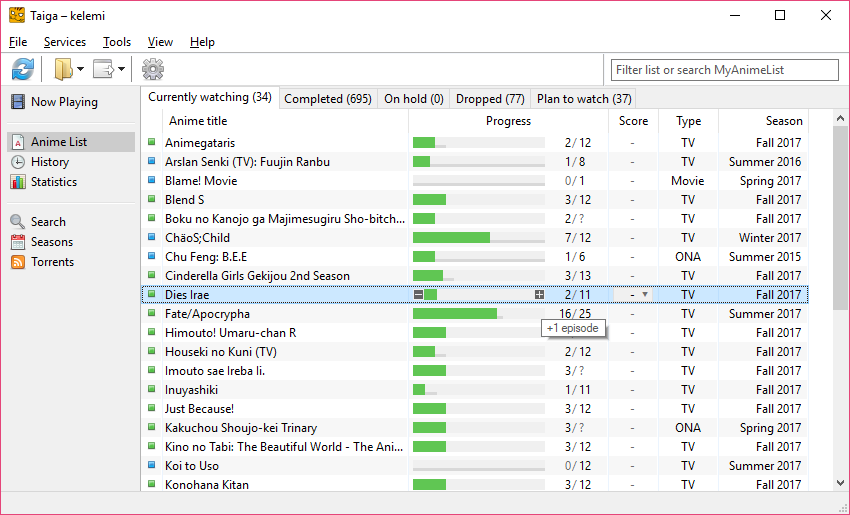 Taiga – kelemi
File Services Tools View Help
Filter list or search MyAnimeList
Now Playing
Anime List
History
Statistics
Search
Seasons
Torrents
Currently watching (34) Completed (695) On hold (0) Dropped (77) Plan to watch (37)
Anime title Progress Score Type Season
Animegataris 2/12 - TV Fall 2017
Arslan Senki (TV): Fuujin Ranbu 1/8 - TV Summer 2016
Blame! Movie 0/1 - Movie Spring 2017
Blend S 3/12 - TV Fall 2017
Boku no Kanojo ga Majimesugiru Sho-bitch... 2/? - TV Fall 2017
ChäoS;Child 7/12 - TV Winter 2017
Chu Feng: B.E.E 1/6 - ONA Summer 2015
Cinderella Girls Gekijou 2nd Season 3/13 - TV Fall 2017
Dies Irae 2/11 - TV Fall 2017
Fate/Apocrypha 16/25 - TV Summer 2017
+1 episode
Himouto! Umaru-chan R - TV Fall 2017
Houseki no Kuni (TV) 2/12 - TV Fall 2017
Imouto sae Ireba Ii. 3/? - TV Fall 2017
Inuyashiki 1/11 - TV Fall 2017
Just Because! 3/12 - TV Fall 2017
Kakuchou Shoujo-kei Trinary 3/? - ONA Spring 2017
Kino no Tabi: The Beautiful World - The Ani... 3/12 - TV Fall 2017
Koi to Uso 0/12 - TV Summer 2017
Konohana Kitan 3/12 - TV Fall 2017